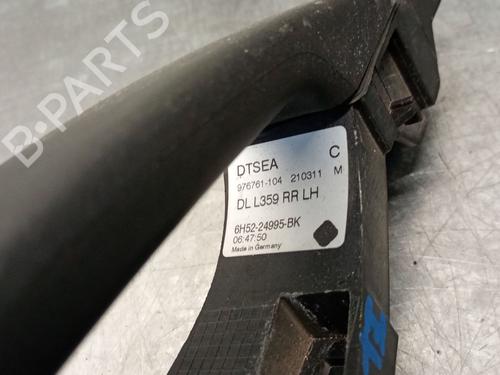 B-PARTS
DTSEA C
976761-104 210311 M
DL L359 RR LH
6H52-24995-BK
06:47:50
Made in Germany